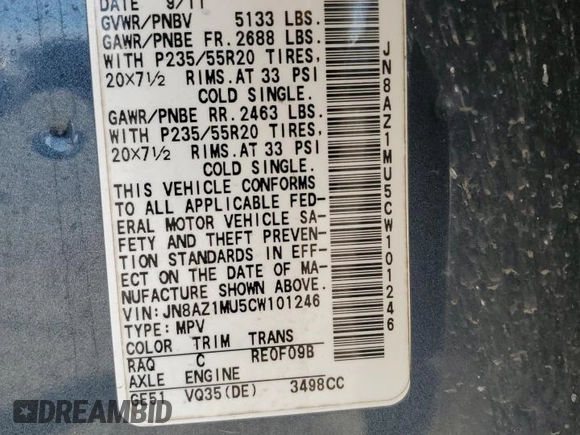 DATE 9/11
GVWR/PNBV 5133 LBS.
GAWR/PNBE FR. 2688 LBS.
WITH P235/55R20 TIRES,
20X7½ RIMS. AT 33 PSI
COLD SINGLE.
GAWR/PNBE RR. 2463 LBS.
WITH P235/55R20 TIRES,
20X7½ RIMS. AT 33 PSI
COLD SINGLE.
THIS VEHICLE CONFORMS
TO ALL APPLICABLE FED-
ERAL MOTOR VEHICLE SA-
FETY AND THEFT PREVEN-
TION STANDARDS IN EFF-
ECT ON THE DATE OF MA-
NUFACTURE SHOWN ABOVE.
VIN: JN8AZ1MU5CW101246
TYPE: MPV
COLOR TRIM TRANS
RAQ C RE0F09B
AXLE ENGINE
GE51 VQ35(DE) 3498CC
JN8AZ1MU5CW101246
DREAMBID